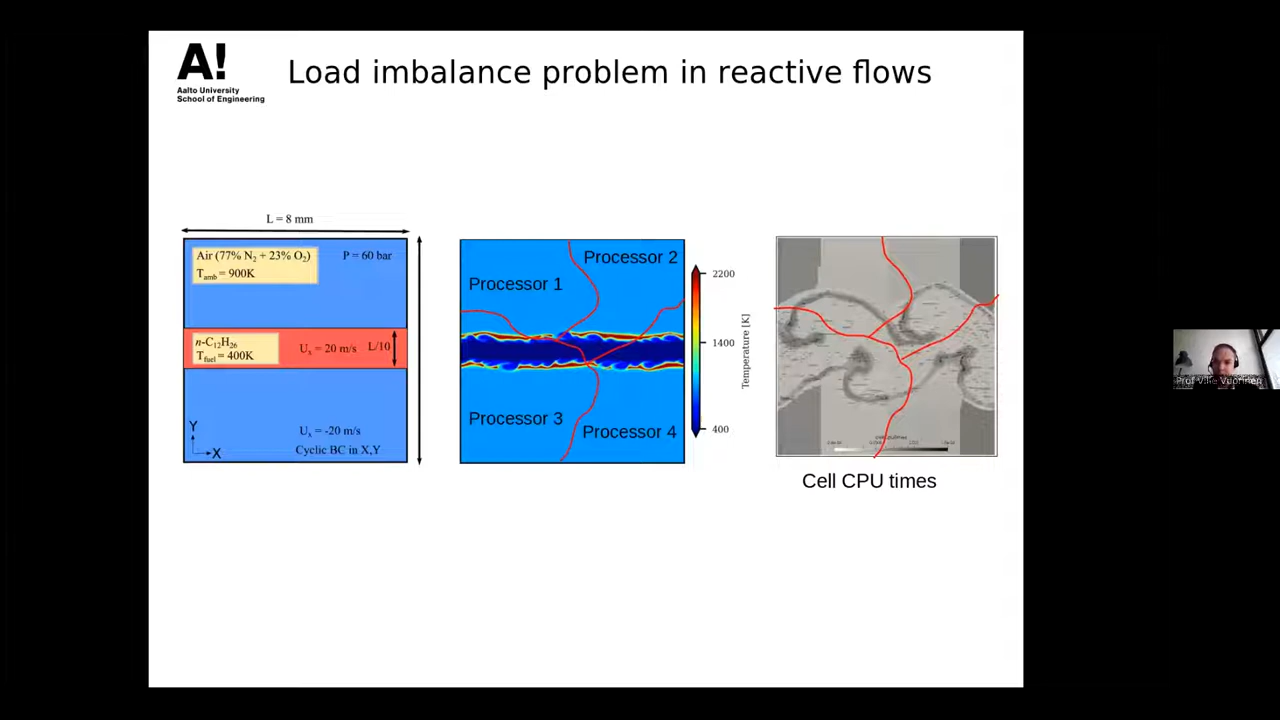 A!
Aalto University
School of Engineering
Load imbalance problem in reactive flows
L = 8 mm
Air (77% N₂ + 23% O₂)
T_amb = 900K
P = 60 bar
n-C₁₂H₂₆
T_fuel = 400K
Uₓ = 20 m/s
L/10
Uₓ = -20 m/s
Cyclic BC in X,Y
Y
X
Processor 1
Processor 2
Processor 3
Processor 4
2200
1400
400
Temperature [K]
Cell CPU times
Prof Ville Vuorinen